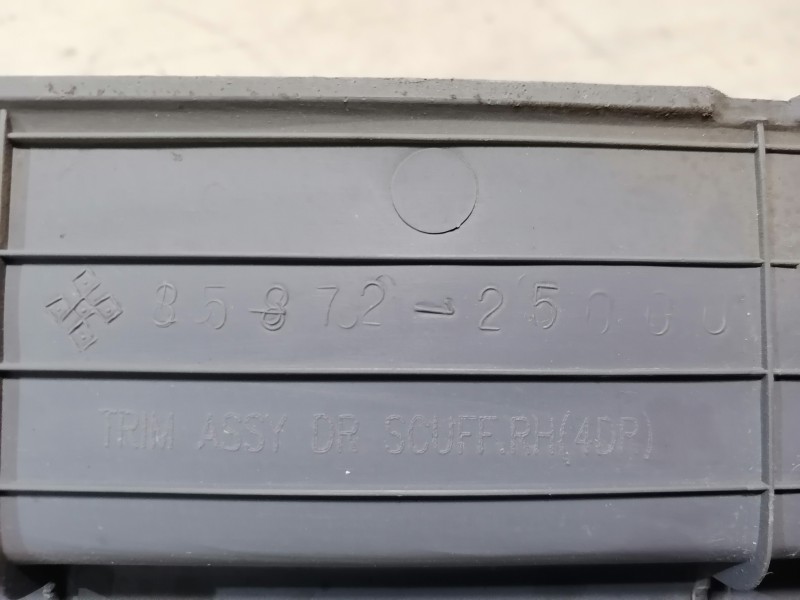 85872-25000
TRIM ASSY DR SCUFF.RH(4DR)